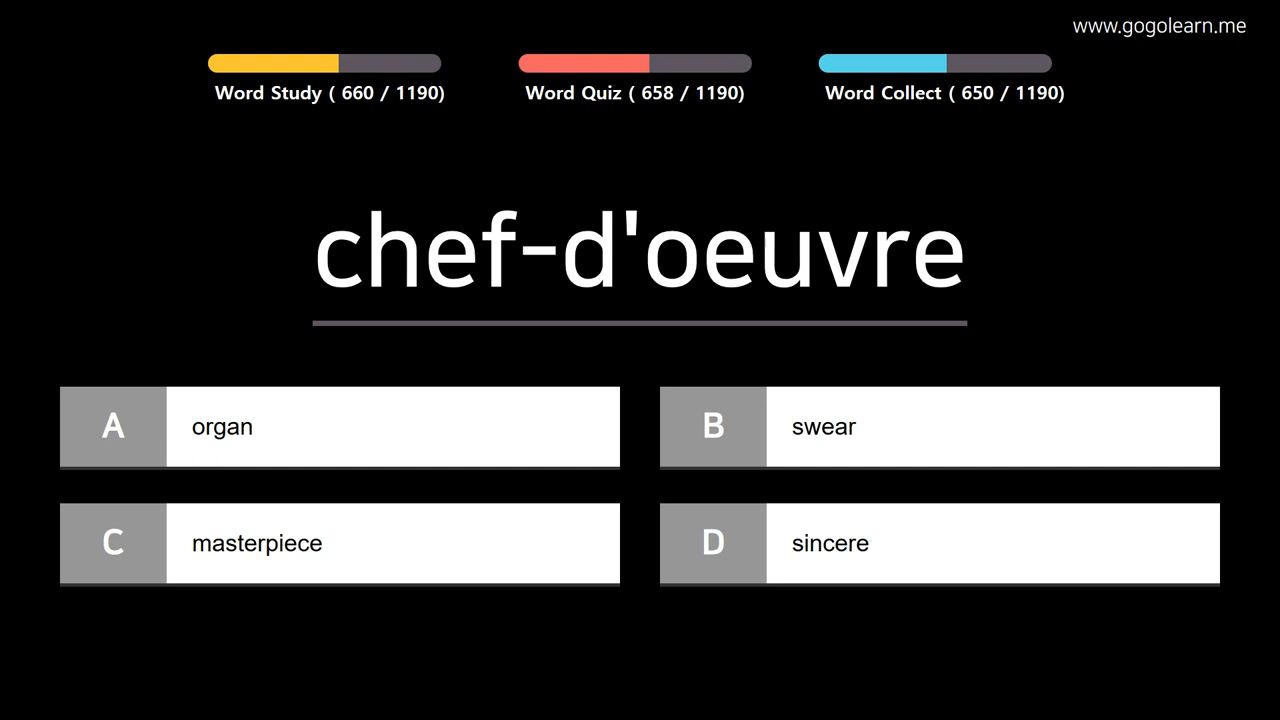 www.gogolearn.me
Word Study ( 660 / 1190)
Word Quiz ( 658 / 1190)
Word Collect ( 650 / 1190)
chef-d'oeuvre
A organ
B swear
C masterpiece
D sincere